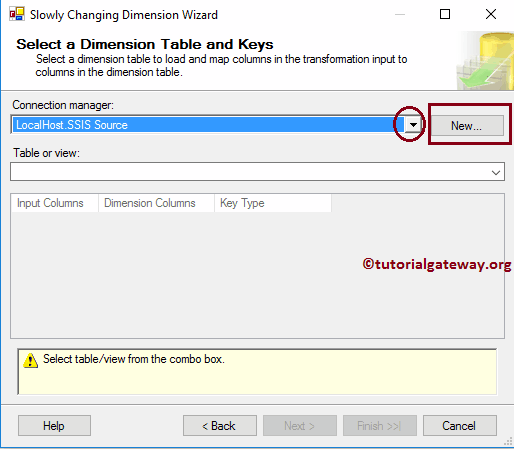 Slowly Changing Dimension Wizard
Select a Dimension Table and Keys
Select a dimension table to load and map columns in the transformation input to
columns in the dimension table.
Connection manager:
LocalHost.SSIS Source
New...
Table or view:
Input Columns Dimension Columns Key Type
©tutorialgateway.org
Select table/view from the combo box.
Help < Back Next > Finish >>| Cancel